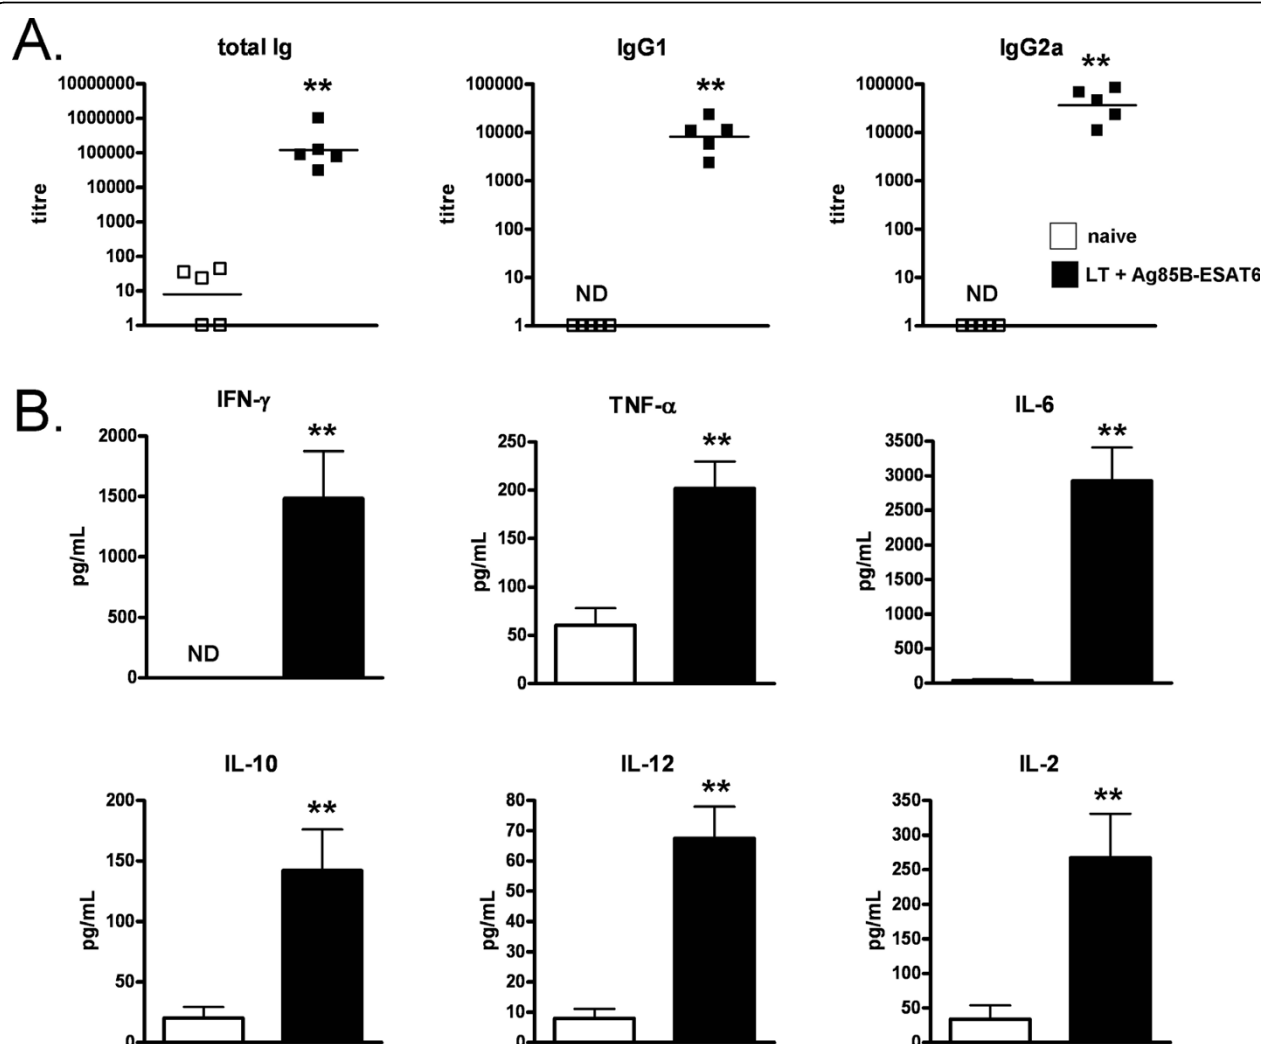 A.
total Ig
IgG1
IgG2a
**
**
**
10000000
1000000
100000
10000
1000
100
10
1
titre
100000
10000
1000
100
10
1
titre
ND
100000
10000
1000
100
10
1
titre
ND
naive
LT + Ag85B-ESAT6
B.
IFN-γ
TNF-α
IL-6
**
**
**
2000
1500
1000
500
0
pg/mL
ND
250
200
150
100
50
0
pg/mL
3500
3000
2500
2000
1500
1000
500
0
pg/mL
IL-10
IL-12
IL-2
**
**
**
200
150
100
50
0
pg/mL
80
70
60
50
40
30
20
10
0
pg/mL
350
300
250
200
150
100
50
0
pg/mL